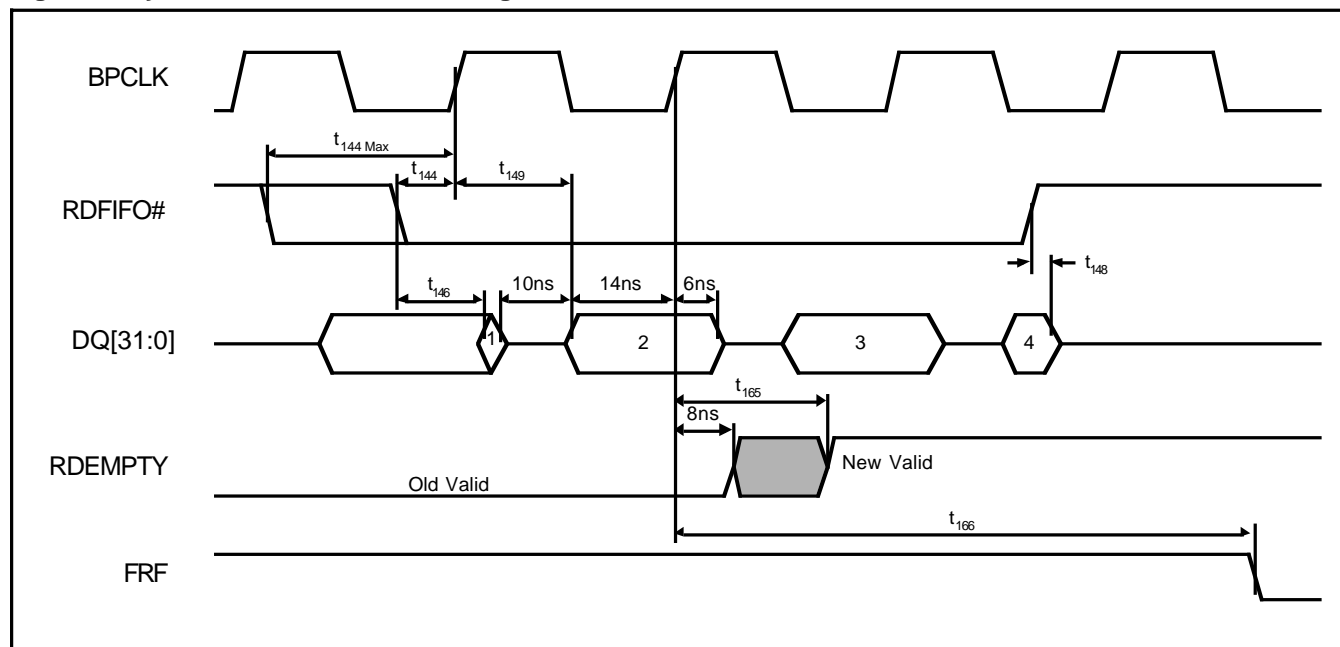 BPCLK
t144 Max
t144
t149
RDFIFO#
t148
t146
10ns
14ns
6ns
DQ[31:0]
1
2
3
4
t165
8ns
RDEMPTY
Old Valid
New Valid
t166
FRF